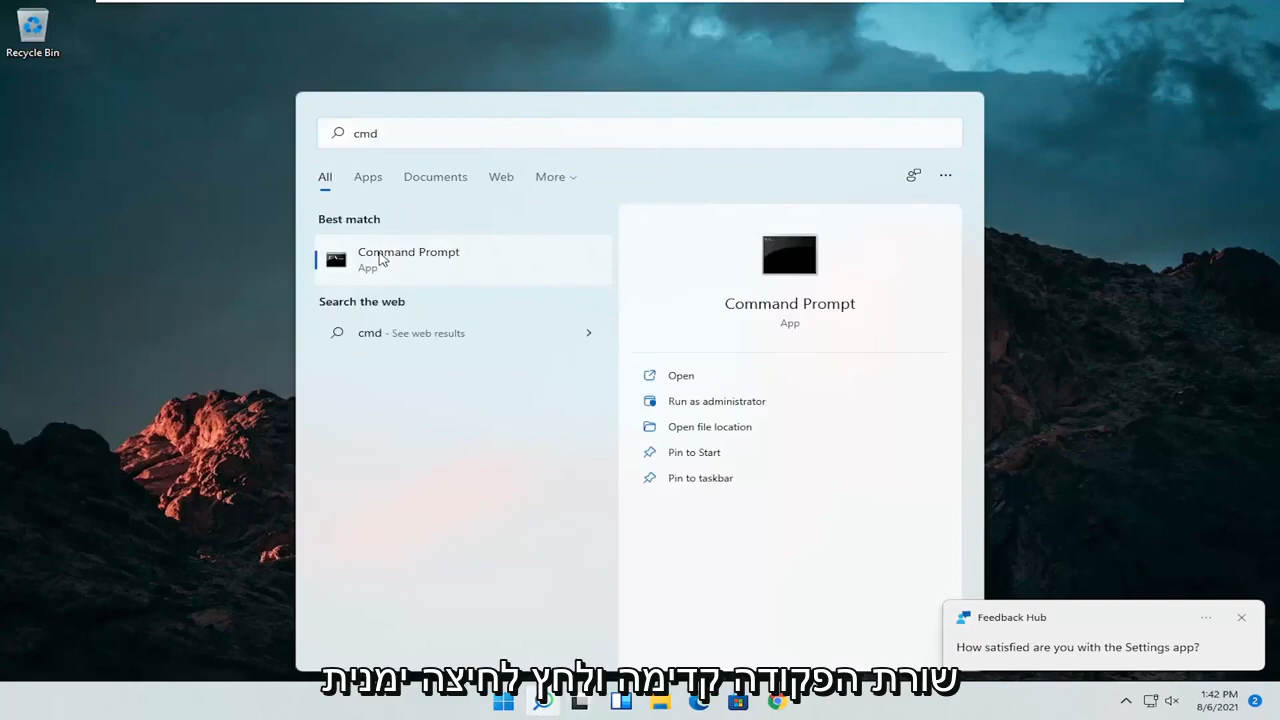 Recycle Bin
cmd
All Apps Documents Web More
Best match
Command Prompt
App
Search the web
cmd - See web results
Command Prompt
App
Open
Run as administrator
Open file location
Pin to Start
Pin to taskbar
Feedback Hub
How satisfied are you with the Settings app?
שורת הפקודה קדימה ולחץ לחיצה ימנית
1:42 PM
8/6/2021
2